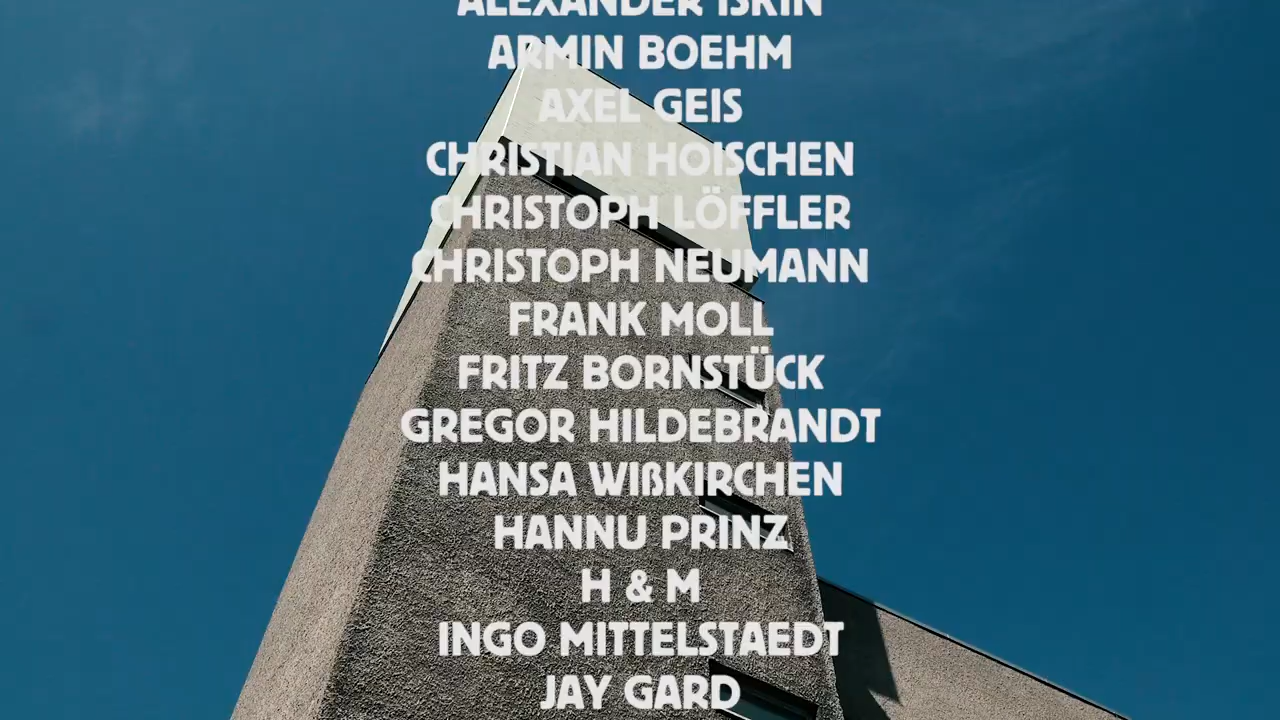 ALEXANDER ISKIN
ARMIN BOEHM
AXEL GEIS
CHRISTIAN HOISCHEN
CHRISTOPH LÖFFLER
CHRISTOPH NEUMANN
FRANK MOLL
FRITZ BORNSTÜCK
GREGOR HILDEBRANDT
HANSA WIßKIRCHEN
HANNU PRINZ
H & M
INGO MITTELSTAEDT
JAY GARD